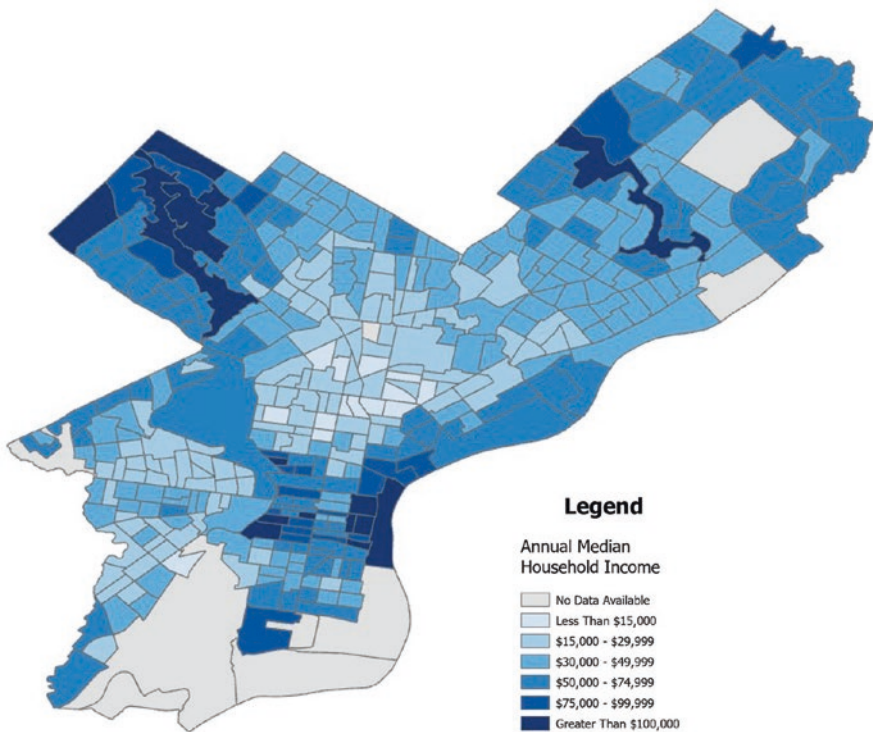 Legend
Annual Median
Household Income
No Data Available
Less Than $15,000
$15,000 - $29,999
$30,000 - $49,999
$50,000 - $74,999
$75,000 - $99,999
Greater Than $100,000